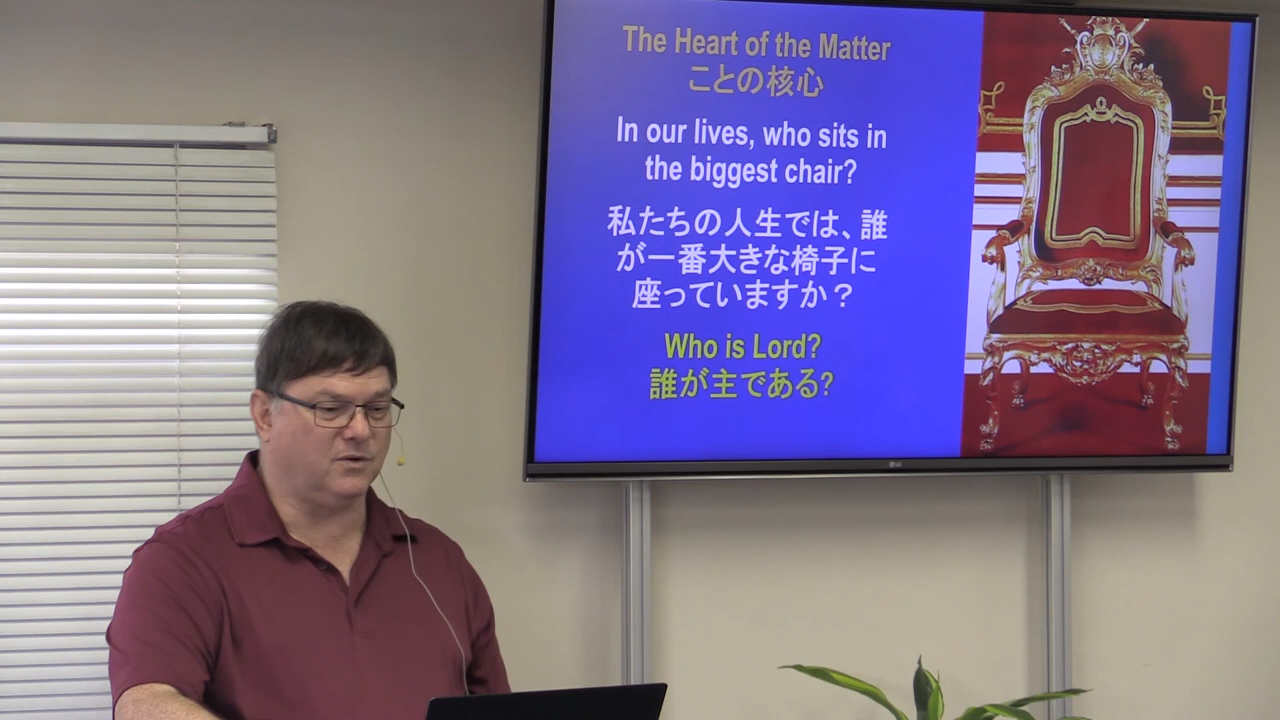 The Heart of the Matter
ことの核心
In our lives, who sits in
the biggest chair?
私たちの人生では、誰
が一番大きな椅子に
座っていますか？
Who is Lord?
誰が主である?
LG